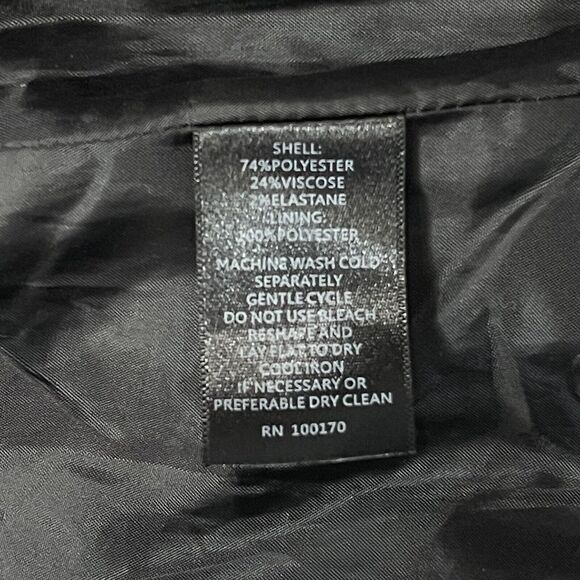 SHELL:
74%POLYESTER
24%VISCOSE
2%ELASTANE
LINING:
100%POLYESTER
MACHINE WASH COLD
SEPARATELY
GENTLE CYCLE
DO NOT USE BLEACH
RESHAPE AND
LAY FLAT TO DRY
COOL IRON
IF NECESSARY OR
PREFERABLE DRY CLEAN
RN 100170